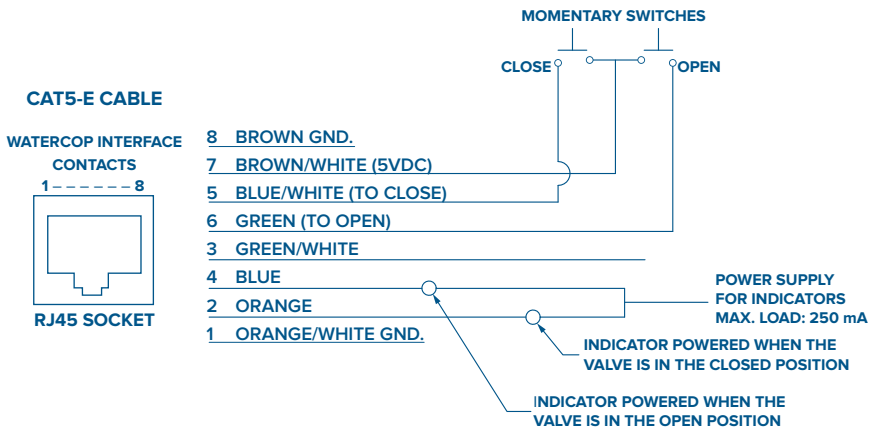 MOMENTARY SWITCHES
CLOSE
OPEN
CAT5-E CABLE
WATERCOP INTERFACE
CONTACTS
1 – – – – – 8
RJ45 SOCKET
8 BROWN GND.
7 BROWN/WHITE (5VDC)
5 BLUE/WHITE (TO CLOSE)
6 GREEN (TO OPEN)
3 GREEN/WHITE
4 BLUE
2 ORANGE
1 ORANGE/WHITE GND.
POWER SUPPLY
FOR INDICATORS
MAX. LOAD: 250 mA
INDICATOR POWERED WHEN THE
VALVE IS IN THE CLOSED POSITION
INDICATOR POWERED WHEN THE
VALVE IS IN THE OPEN POSITION